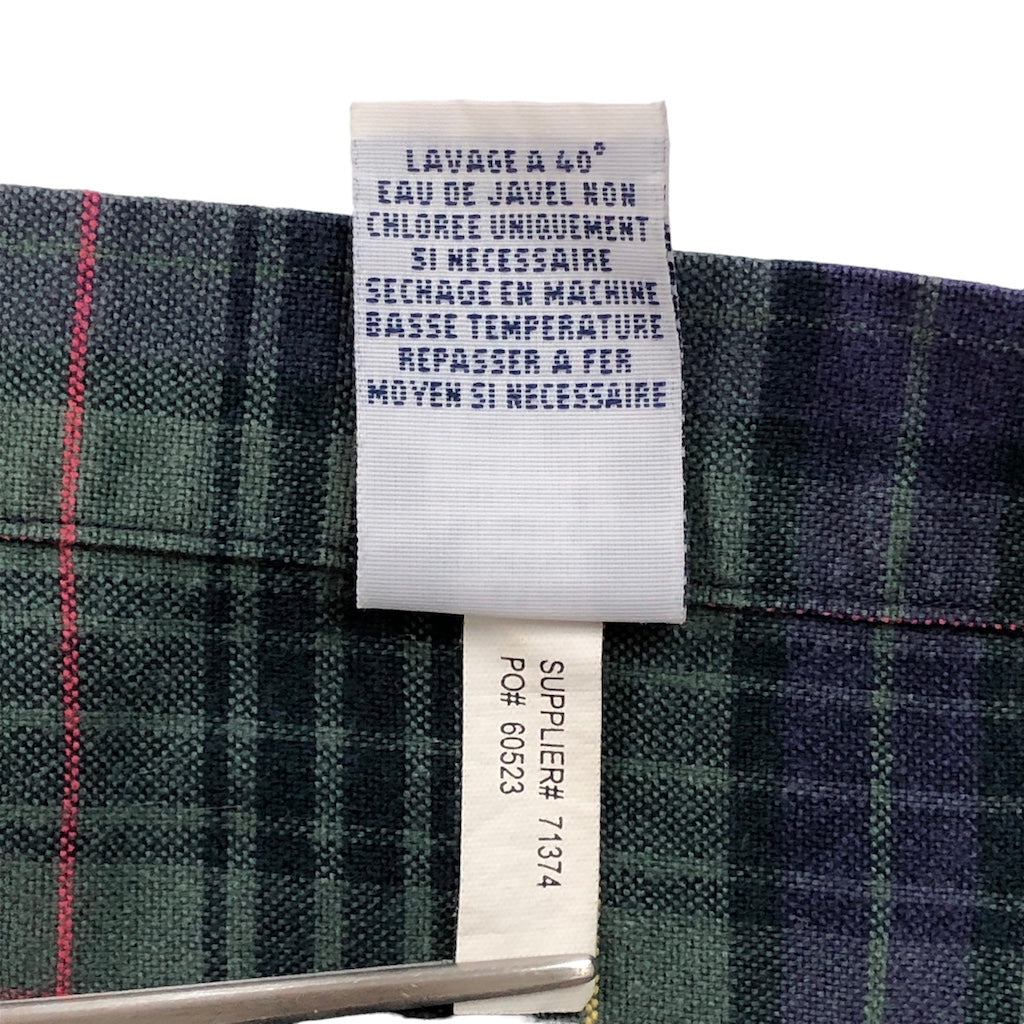 LAVAGE A 40°
EAU DE JAVEL NON
CHLOREE UNIQUEMENT
SI NECESSAIRE
SECHAGE EN MACHINE
BASSE TEMPERATURE
REPASSER A FER
MOYEN SI NECESSAIRE
SUPPLIER# 71374
PO# 60523